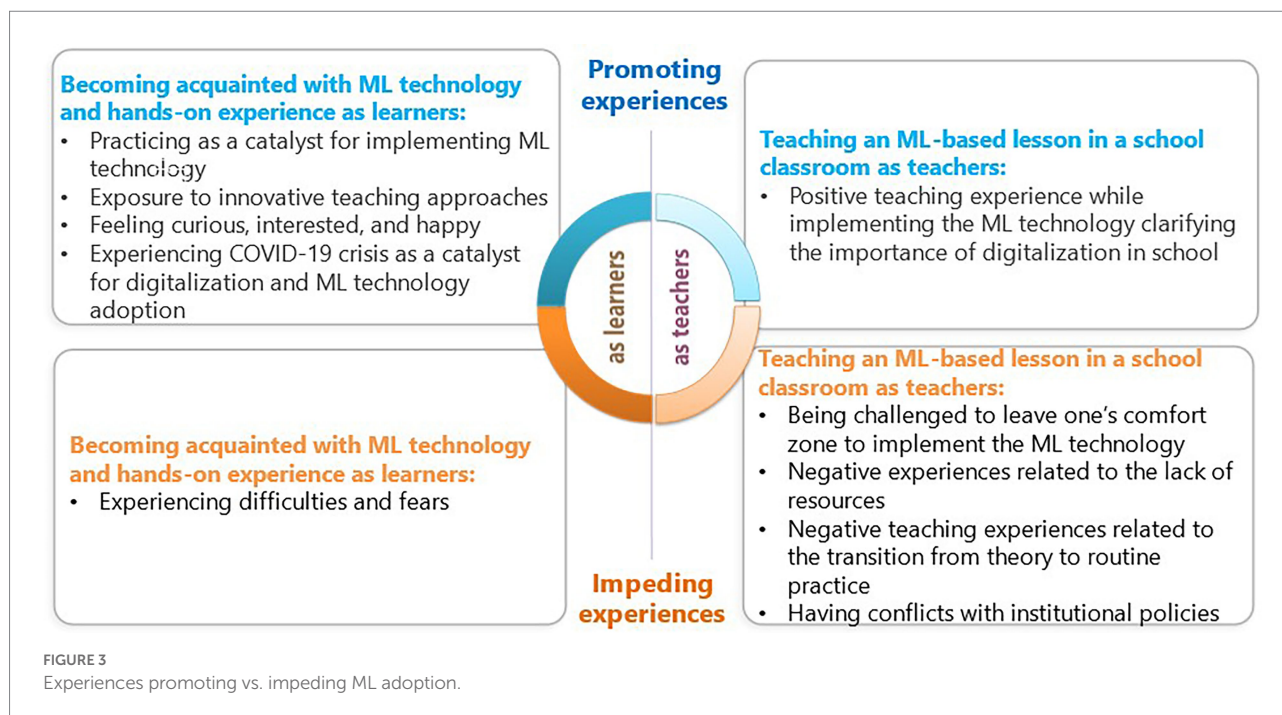 Becoming acquainted with ML technology
and hands-on experience as learners:
• Practicing as a catalyst for implementing ML
technology
• Exposure to innovative teaching approaches
• Feeling curious, interested, and happy
• Experiencing COVID-19 crisis as a catalyst
for digitalization and ML technology
adoption
Promoting
experiences
Teaching an ML-based lesson in a school
classroom as teachers:
• Positive teaching experience while
implementing the ML technology clarifying
the importance of digitalization in school
as learners
as teachers
Becoming acquainted with ML technology
and hands-on experience as learners:
• Experiencing difficulties and fears
Impeding
experiences
Teaching an ML-based lesson in a school
classroom as teachers:
• Being challenged to leave one's comfort
zone to implement the ML technology
• Negative experiences related to the lack of
resources
• Negative teaching experiences related to
the transition from theory to routine
practice
• Having conflicts with institutional policies
FIGURE 3
Experiences promoting vs. impeding ML adoption.